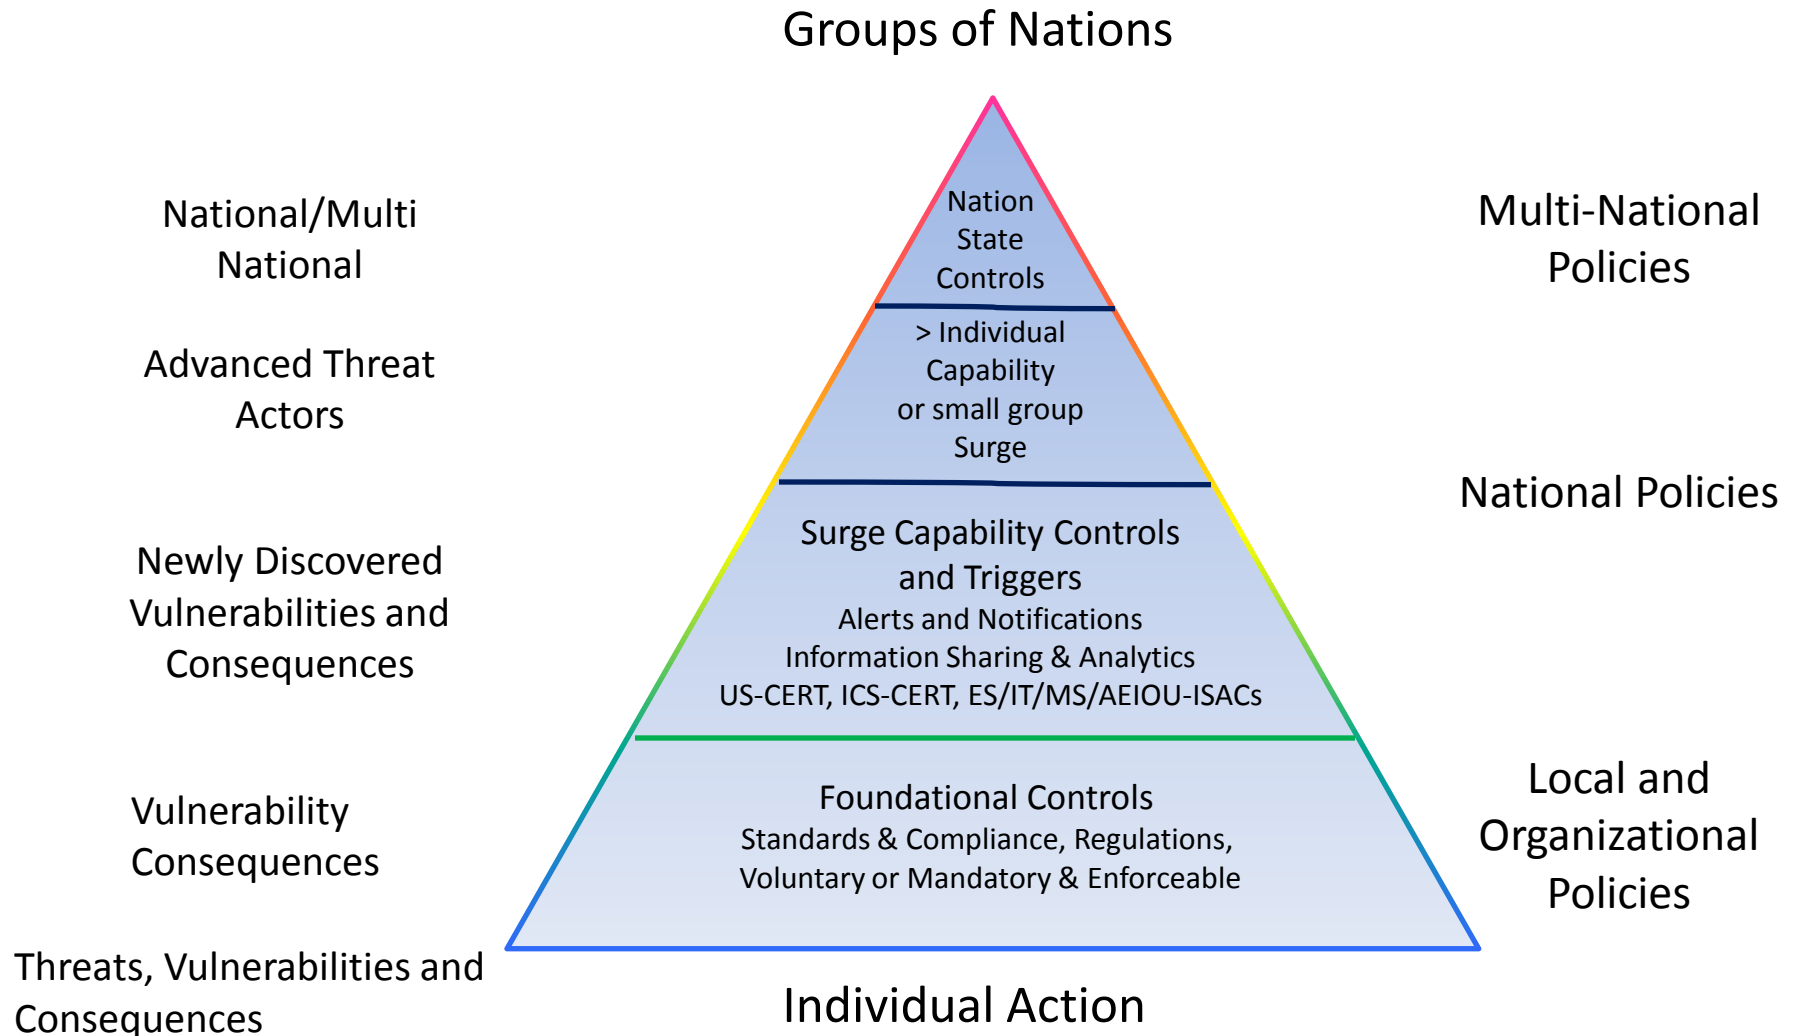 Groups of Nations
National/Multi
National
Advanced Threat
Actors
Newly Discovered
Vulnerabilities and
Consequences
Vulnerability
Consequences
Threats, Vulnerabilities and
Consequences
Nation
State
Controls
> Individual
Capability
or small group
Surge
Surge Capability Controls
and Triggers
Alerts and Notifications
Information Sharing & Analytics
US-CERT, ICS-CERT, ES/IT/MS/AEIOU-ISACs
Foundational Controls
Standards & Compliance, Regulations,
Voluntary or Mandatory & Enforceable
Individual Action
Multi-National
Policies
National Policies
Local and
Organizational
Policies